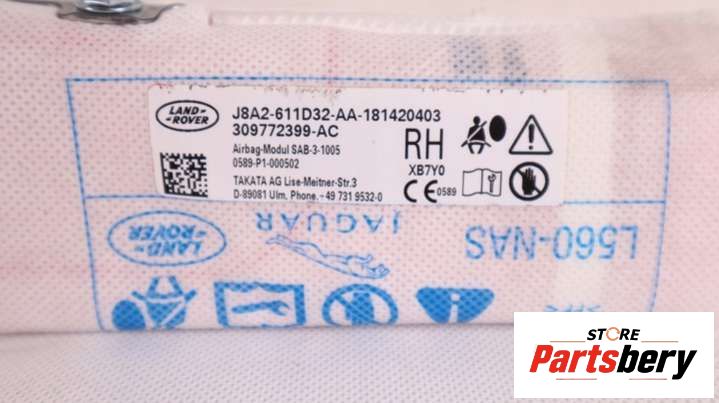 LAND-
-ROVER
J8A2-611D32-AA-181420403
309772399-AC
Airbag-Modul SAB-3-1005
0589-P1-000502
TAKATA AG Lise-Meitner-Str.3
D-89081 Ulm, Phone.+49 731 9532-0
RH
XB7Y0
CE 0589
L560-NAS
JAGUAR
LAND-
-ROVER
STORE
Partsbery